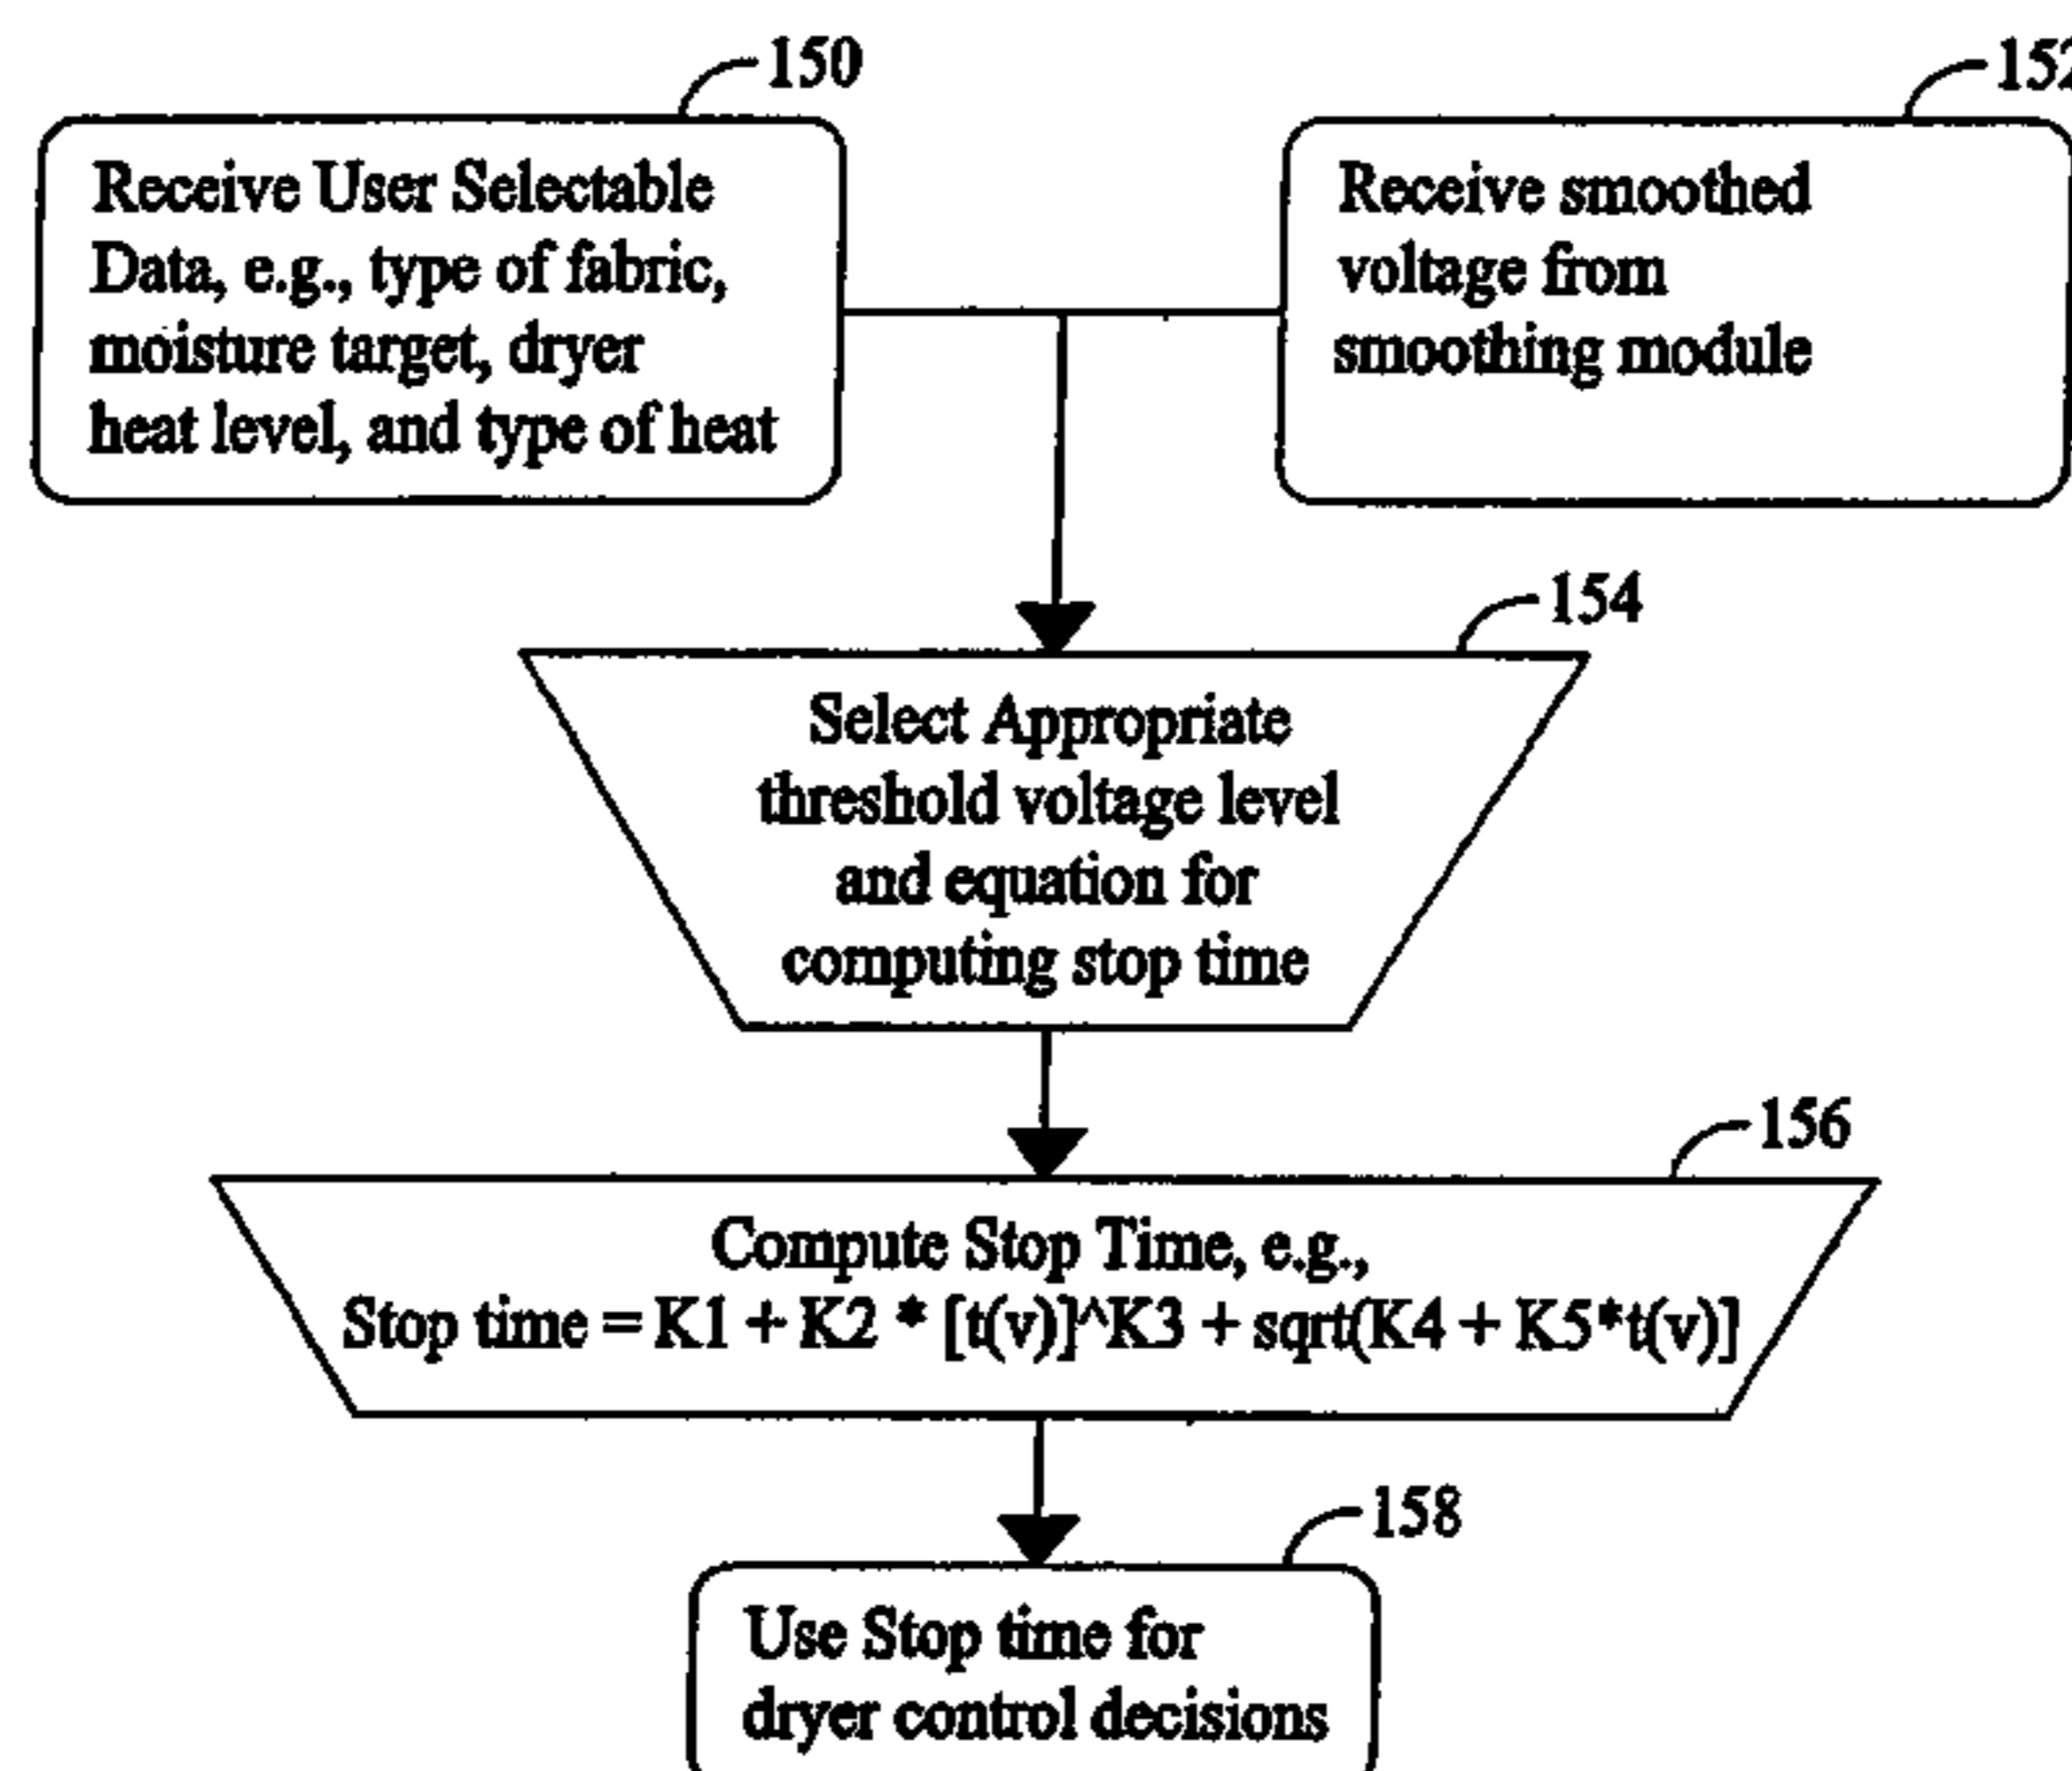 150
Receive User Selectable
Data, e.g., type of fabric,
moisture target, dryer
heat level, and type of heat
152
Receive smoothed
voltage from
smoothing module
154
Select Appropriate
threshold voltage level
and equation for
computing stop time
156
Compute Stop Time, e.g.,
Stop time = K1 + K2 * [t(v)]^K3 + sqrt(K4 + K5*t(v)]
158
Use Stop time for
dryer control decisions